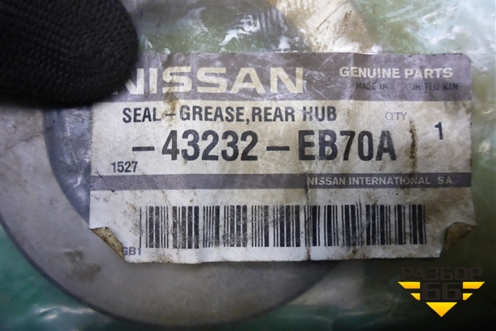 NISSAN
GENUINE PARTS
MADE IN
SEAL - GREASE, REAR HUB
QTY
-43232-EB70A
1
1527
NISSAN INTERNATIONAL SA
GB1
РАЗБОР
66